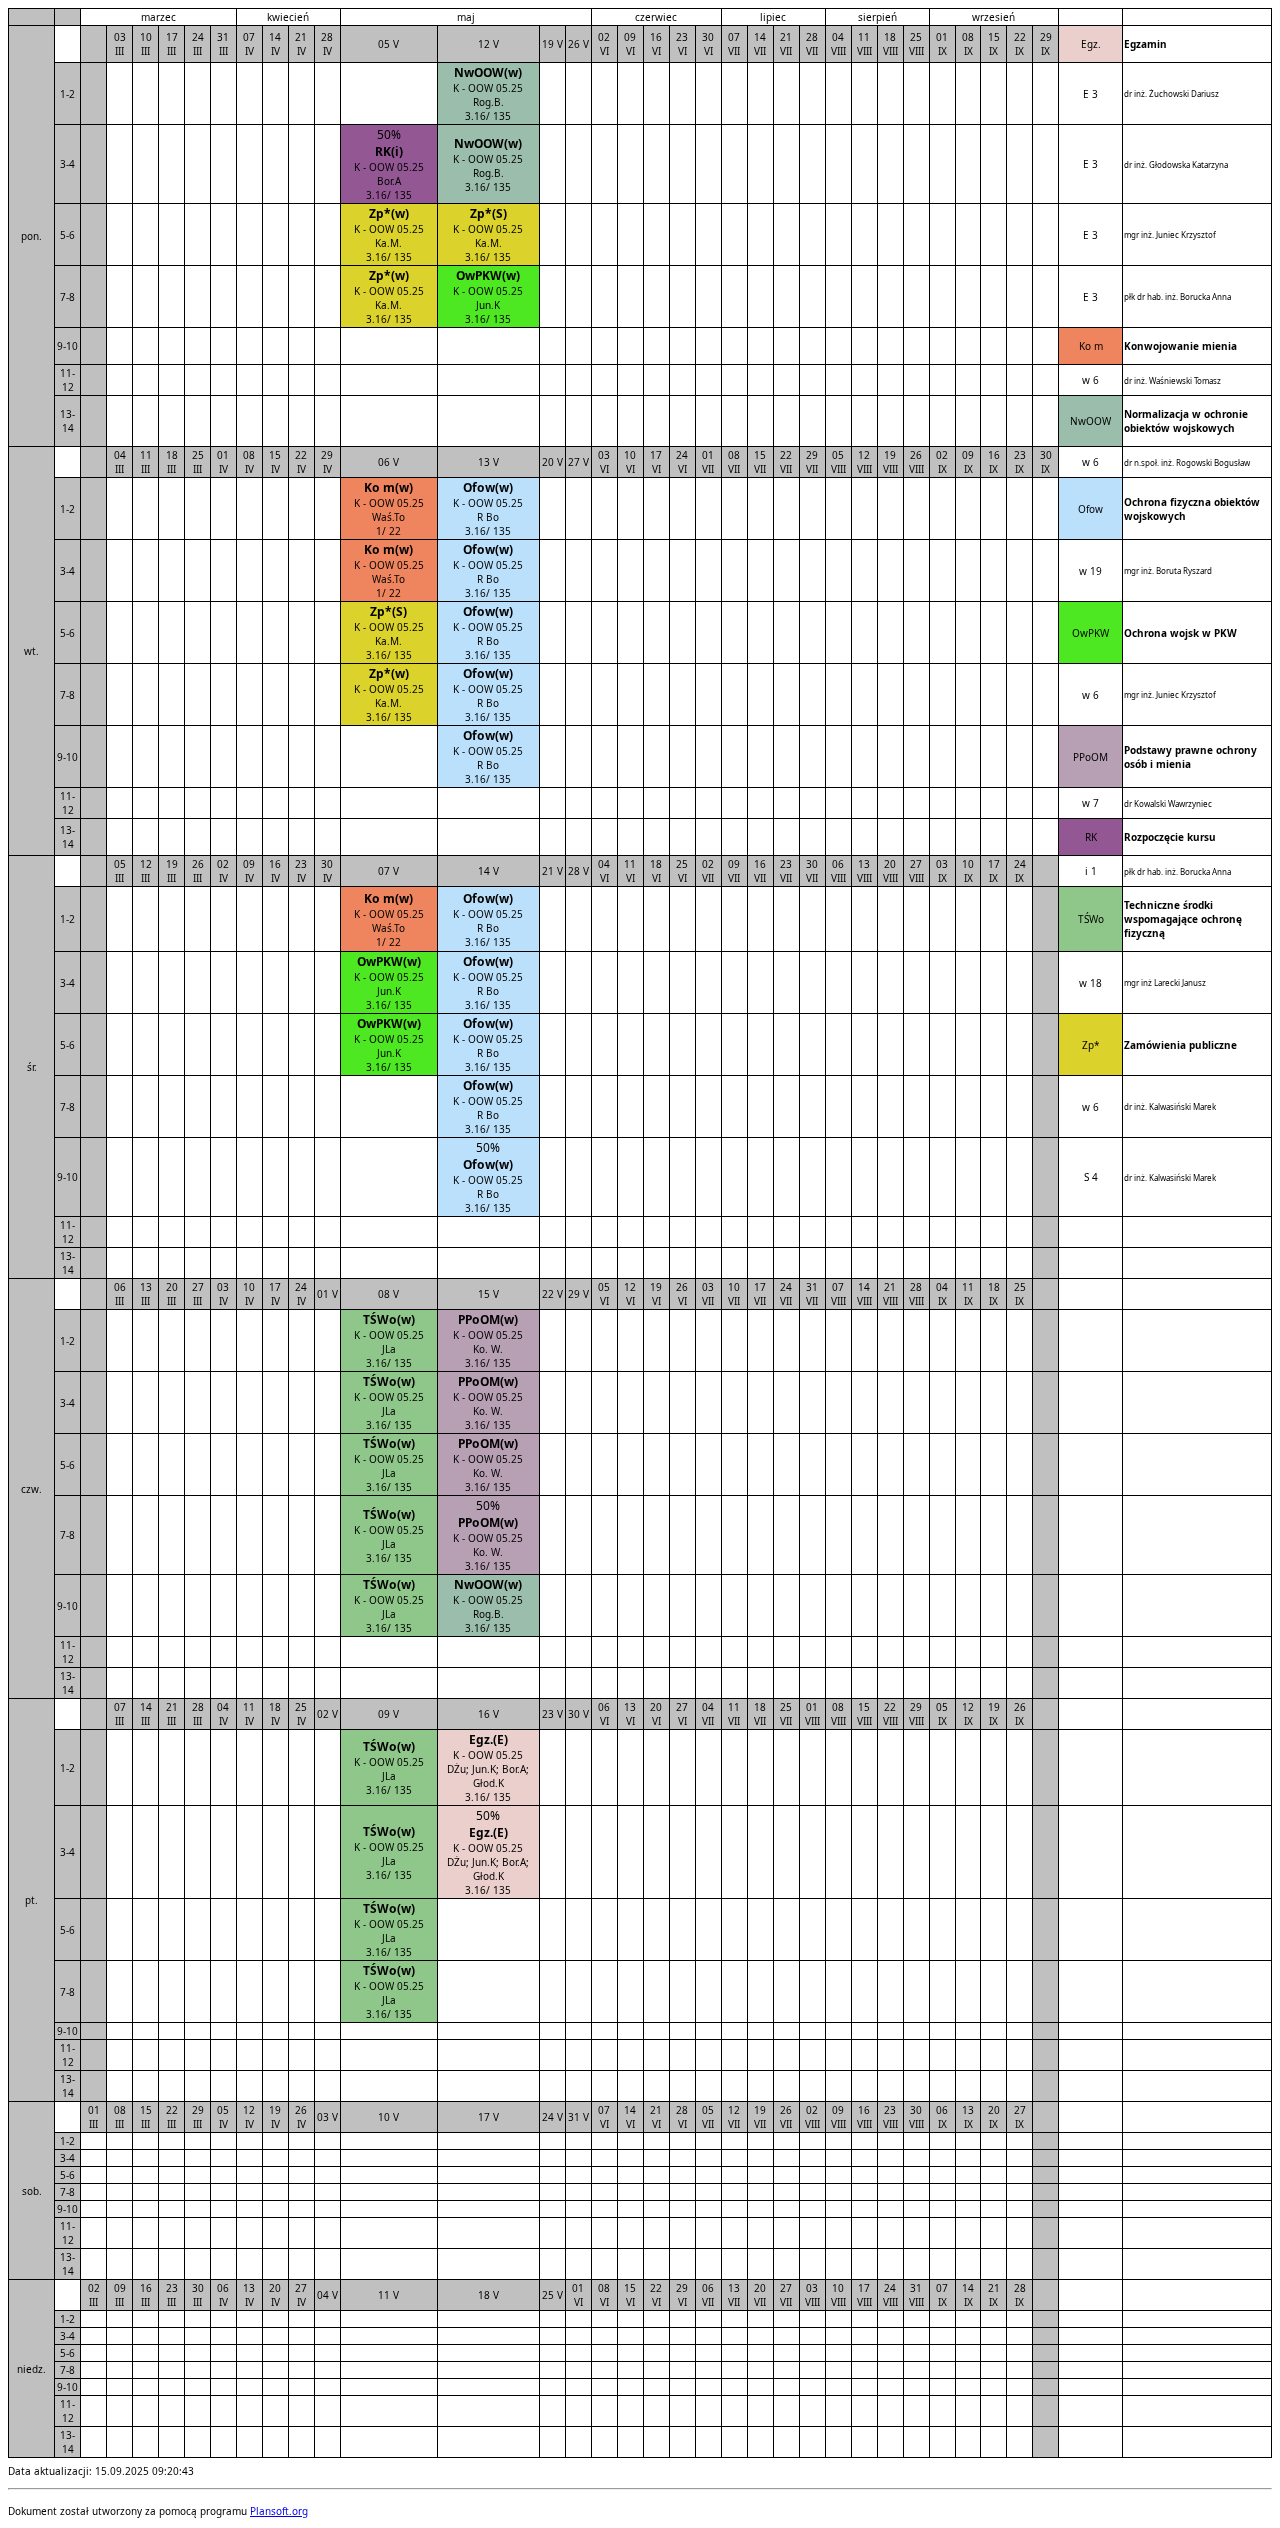 marzec kwiecień maj czerwiec lipiec sierpień wrzesień
pon. 03 III 10 III 17 III 24 III 31 III 07 IV 14 IV 21 IV 28 IV 05 V 12 V 19 V 26 V 02 VI 09 VI 16 VI 23 VI 30 VI 07 VII 14 VII 21 VII 28 VII 04 VIII 11 VIII 18 VIII 25 VIII 01 IX 08 IX 15 IX 22 IX 29 IX Egz. Egzamin
1-2 NwOOW(w) K - OOW 05.25 Rog.B. 3.16/ 135 E 3 dr inż. Żuchowski Dariusz
3-4 50% RK(i) K - OOW 05.25 Bor.A 3.16/ 135 NwOOW(w) K - OOW 05.25 Rog.B. 3.16/ 135 E 3 dr inż. Głodowska Katarzyna
5-6 Zp*(w) K - OOW 05.25 Ka.M. 3.16/ 135 Zp*(S) K - OOW 05.25 Ka.M. 3.16/ 135 E 3 mgr inż. Juniec Krzysztof
7-8 Zp*(w) K - OOW 05.25 Ka.M. 3.16/ 135 OwPKW(w) K - OOW 05.25 Jun.K 3.16/ 135 E 3 płk dr hab. inż. Borucka Anna
9-10 Ko m Konwojowanie mienia
11-12 w 6 dr inż. Waśniewski Tomasz
13-14 NwOOW Normalizacja w ochronie obiektów wojskowych
wt. 04 III 11 III 18 III 25 III 01 IV 08 IV 15 IV 22 IV 29 IV 06 V 13 V 20 V 27 V 03 VI 10 VI 17 VI 24 VI 01 VII 08 VII 15 VII 22 VII 29 VII 05 VIII 12 VIII 19 VIII 26 VIII 02 IX 09 IX 16 IX 23 IX 30 IX w 6 dr n.społ. inż. Rogowski Bogusław
1-2 Ko m(w) K - OOW 05.25 Waś.To 1/ 22 Ofow(w) K - OOW 05.25 R Bo 3.16/ 135 Ofow Ochrona fizyczna obiektów wojskowych
3-4 Ko m(w) K - OOW 05.25 Waś.To 1/ 22 Ofow(w) K - OOW 05.25 R Bo 3.16/ 135 w 19 mgr inż. Boruta Ryszard
5-6 Zp*(S) K - OOW 05.25 Ka.M. 3.16/ 135 Ofow(w) K - OOW 05.25 R Bo 3.16/ 135 OwPKW Ochrona wojsk w PKW
7-8 Zp*(w) K - OOW 05.25 Ka.M. 3.16/ 135 Ofow(w) K - OOW 05.25 R Bo 3.16/ 135 w 6 mgr inż. Juniec Krzysztof
9-10 Ofow(w) K - OOW 05.25 R Bo 3.16/ 135 PPoOM Podstawy prawne ochrony osób i mienia
11-12 w 7 dr Kowalski Wawrzyniec
13-14 RK Rozpoczęcie kursu
śr. 05 III 12 III 19 III 26 III 02 IV 09 IV 16 IV 23 IV 30 IV 07 V 14 V 21 V 28 V 04 VI 11 VI 18 VI 25 VI 02 VII 09 VII 16 VII 23 VII 30 VII 06 VIII 13 VIII 20 VIII 27 VIII 03 IX 10 IX 17 IX 24 IX i 1 płk dr hab. inż. Borucka Anna
1-2 Ko m(w) K - OOW 05.25 Waś.To 1/ 22 Ofow(w) K - OOW 05.25 R Bo 3.16/ 135 TŚWo Techniczne środki wspomagające ochronę fizyczną
3-4 OwPKW(w) K - OOW 05.25 Jun.K 3.16/ 135 Ofow(w) K - OOW 05.25 R Bo 3.16/ 135 w 18 mgr inż Larecki Janusz
5-6 OwPKW(w) K - OOW 05.25 Jun.K 3.16/ 135 Ofow(w) K - OOW 05.25 R Bo 3.16/ 135 Zp* Zamówienia publiczne
7-8 Ofow(w) K - OOW 05.25 R Bo 3.16/ 135 w 6 dr inż. Kalwasiński Marek
9-10 50% Ofow(w) K - OOW 05.25 R Bo 3.16/ 135 S 4 dr inż. Kalwasiński Marek
11-12
13-14
czw. 06 III 13 III 20 III 27 III 03 IV 10 IV 17 IV 24 IV 01 V 08 V 15 V 22 V 29 V 05 VI 12 VI 19 VI 26 VI 03 VII 10 VII 17 VII 24 VII 31 VII 07 VIII 14 VIII 21 VIII 28 VIII 04 IX 11 IX 18 IX 25 IX
1-2 TŚWo(w) K - OOW 05.25 JLa 3.16/ 135 PPoOM(w) K - OOW 05.25 Ko. W. 3.16/ 135
3-4 TŚWo(w) K - OOW 05.25 JLa 3.16/ 135 PPoOM(w) K - OOW 05.25 Ko. W. 3.16/ 135
5-6 TŚWo(w) K - OOW 05.25 JLa 3.16/ 135 PPoOM(w) K - OOW 05.25 Ko. W. 3.16/ 135
7-8 TŚWo(w) K - OOW 05.25 JLa 3.16/ 135 50% PPoOM(w) K - OOW 05.25 Ko. W. 3.16/ 135
9-10 TŚWo(w) K - OOW 05.25 JLa 3.16/ 135 NwOOW(w) K - OOW 05.25 Rog.B. 3.16/ 135
11-12
13-14
pt. 07 III 14 III 21 III 28 III 04 IV 11 IV 18 IV 25 IV 02 V 09 V 16 V 23 V 30 V 06 VI 13 VI 20 VI 27 VI 04 VII 11 VII 18 VII 25 VII 01 VIII 08 VIII 15 VIII 22 VIII 29 VIII 05 IX 12 IX 19 IX 26 IX
1-2 TŚWo(w) K - OOW 05.25 JLa 3.16/ 135 Egz.(E) K - OOW 05.25 DŻu; Jun.K; Bor.A; Głod.K 3.16/ 135
3-4 TŚWo(w) K - OOW 05.25 JLa 3.16/ 135 50% Egz.(E) K - OOW 05.25 DŻu; Jun.K; Bor.A; Głod.K 3.16/ 135
5-6 TŚWo(w) K - OOW 05.25 JLa 3.16/ 135
7-8 TŚWo(w) K - OOW 05.25 JLa 3.16/ 135
9-10
11-12
13-14
sob. 01 III 08 III 15 III 22 III 29 III 05 IV 12 IV 19 IV 26 IV 03 V 10 V 17 V 24 V 31 V 07 VI 14 VI 21 VI 28 VI 05 VII 12 VII 19 VII 26 VII 02 VIII 09 VIII 16 VIII 23 VIII 30 VIII 06 IX 13 IX 20 IX 27 IX
1-2
3-4
5-6
7-8
9-10
11-12
13-14
niedz. 02 III 09 III 16 III 23 III 30 III 06 IV 13 IV 20 IV 27 IV 04 V 11 V 18 V 25 V 01 VI 08 VI 15 VI 22 VI 29 VI 06 VII 13 VII 20 VII 27 VII 03 VIII 10 VIII 17 VIII 24 VIII 31 VIII 07 IX 14 IX 21 IX 28 IX
1-2
3-4
5-6
7-8
9-10
11-12
13-14
Data aktualizacji: 15.09.2025 09:20:43
Dokument został utworzony za pomocą programu Plansoft.org